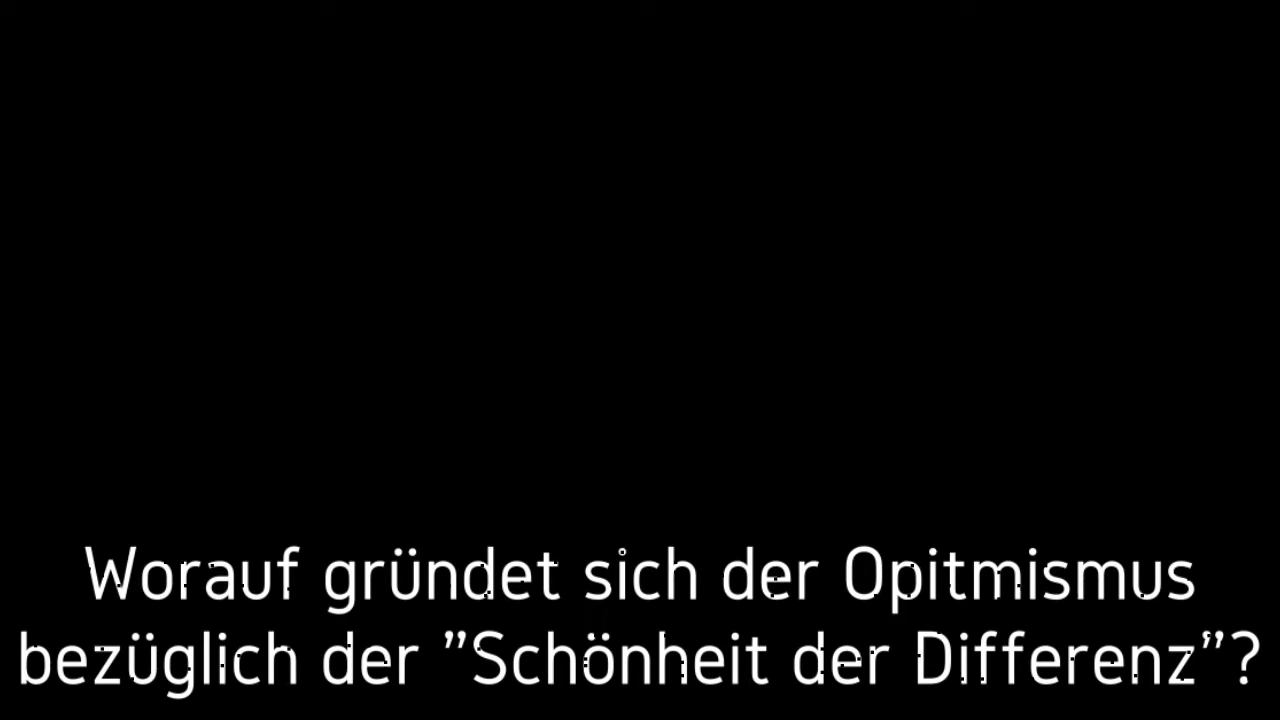 Worauf gründet sich der Opitmismus
bezüglich der ”Schönheit der Differenz”?